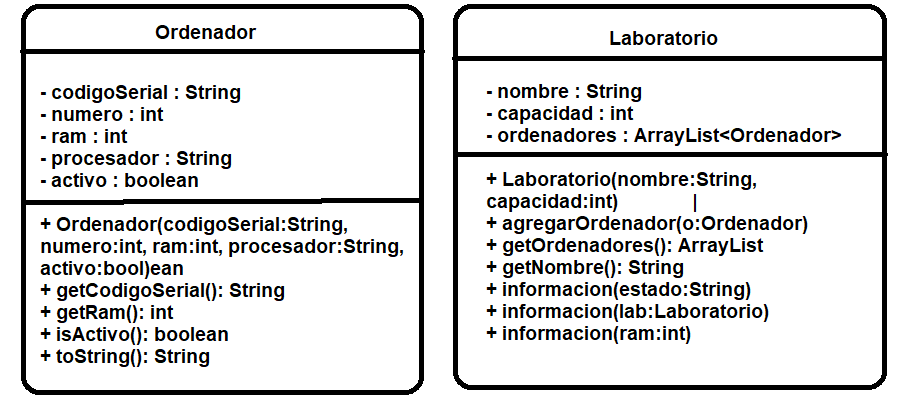 Ordenador
- codigoSerial : String
- numero : int
- ram : int
- procesador : String
- activo : boolean
+ Ordenador(codigoSerial:String,
numero:int, ram:int, procesador:String,
activo:bool)ean
+ getCodigoSerial(): String
+ getRam(): int
+ isActivo(): boolean
+ toString(): String
Laboratorio
- nombre : String
- capacidad : int
- ordenadores : ArrayList<Ordenador>
+ Laboratorio(nombre:String,
capacidad:int) |
+ agregarOrdenador(o:Ordenador)
+ getOrdenadores(): ArrayList
+ getNombre(): String
+ informacion(estado:String)
+ informacion(lab:Laboratorio)
+ informacion(ram:int)